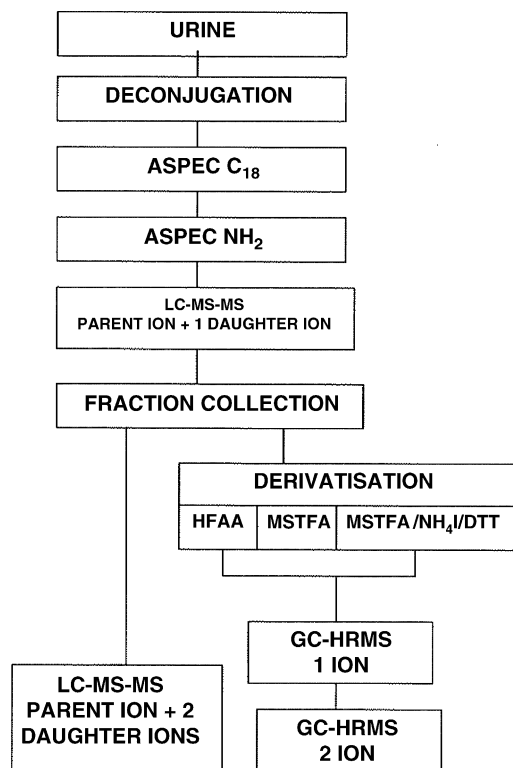 URINE
DECONJUGATION
ASPEC C₁₈
ASPEC NH₂
LC-MS-MS
PARENT ION + 1 DAUGHTER ION
FRACTION COLLECTION
DERIVATISATION
HFAA
MSTFA
MSTFA/NH₄I/DTT
GC-HRMS
1 ION
LC-MS-MS
PARENT ION + 2
DAUGHTER IONS
GC-HRMS
2 ION